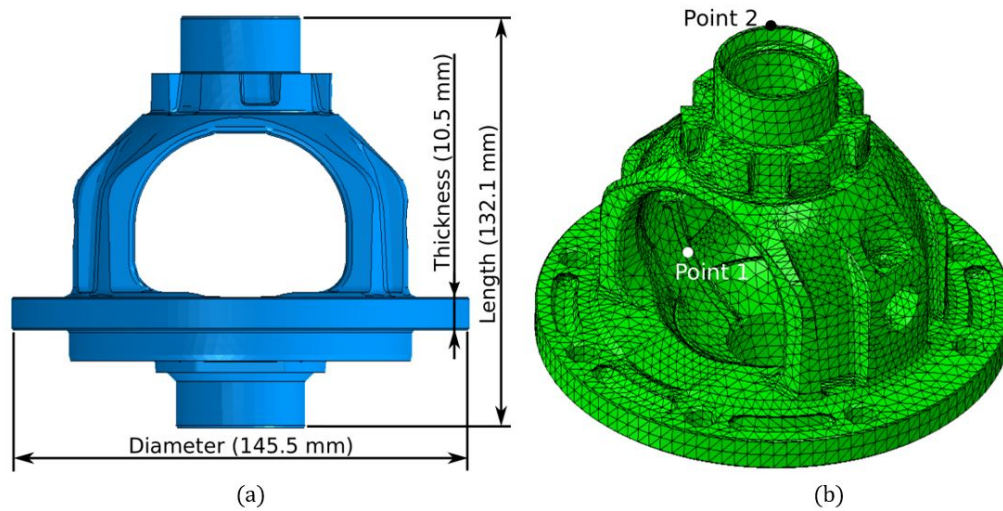 Thickness (10.5 mm)
Length (132.1 mm)
Diameter (145.5 mm)
(a)
Point 2
Point 1
(b)